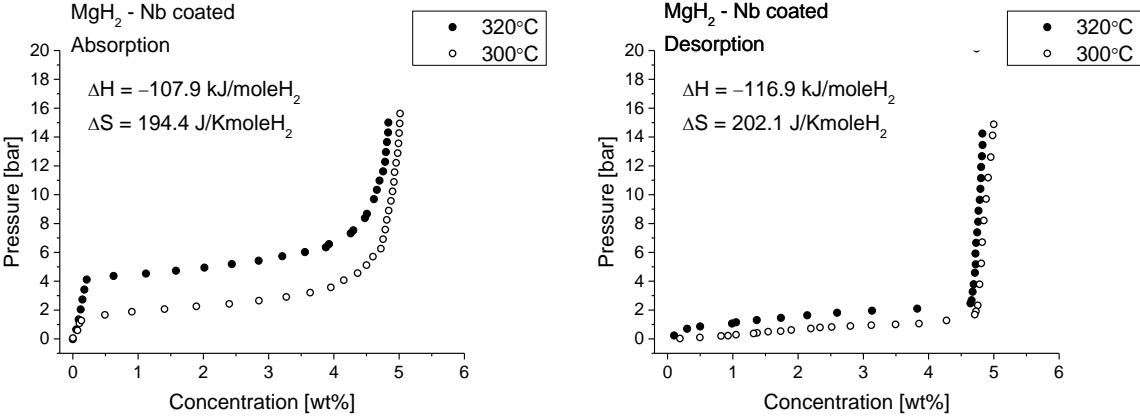 MgH₂ - Nb coated
Absorption
● 320°C
○ 300°C
ΔH = −107.9 kJ/moleH₂
ΔS = 194.4 J/KmoleH₂
20
18
16
14
12
10
8
6
4
2
0
Pressure [bar]
0 1 2 3 4 5 6
Concentration [wt%]
MgH₂ - Nb coated
Desorption
● 320°C
○ 300°C
ΔH = −116.9 kJ/moleH₂
ΔS = 202.1 J/KmoleH₂
20
18
16
14
12
10
8
6
4
2
0
Pressure [bar]
0 1 2 3 4 5 6
Concentration [wt%]